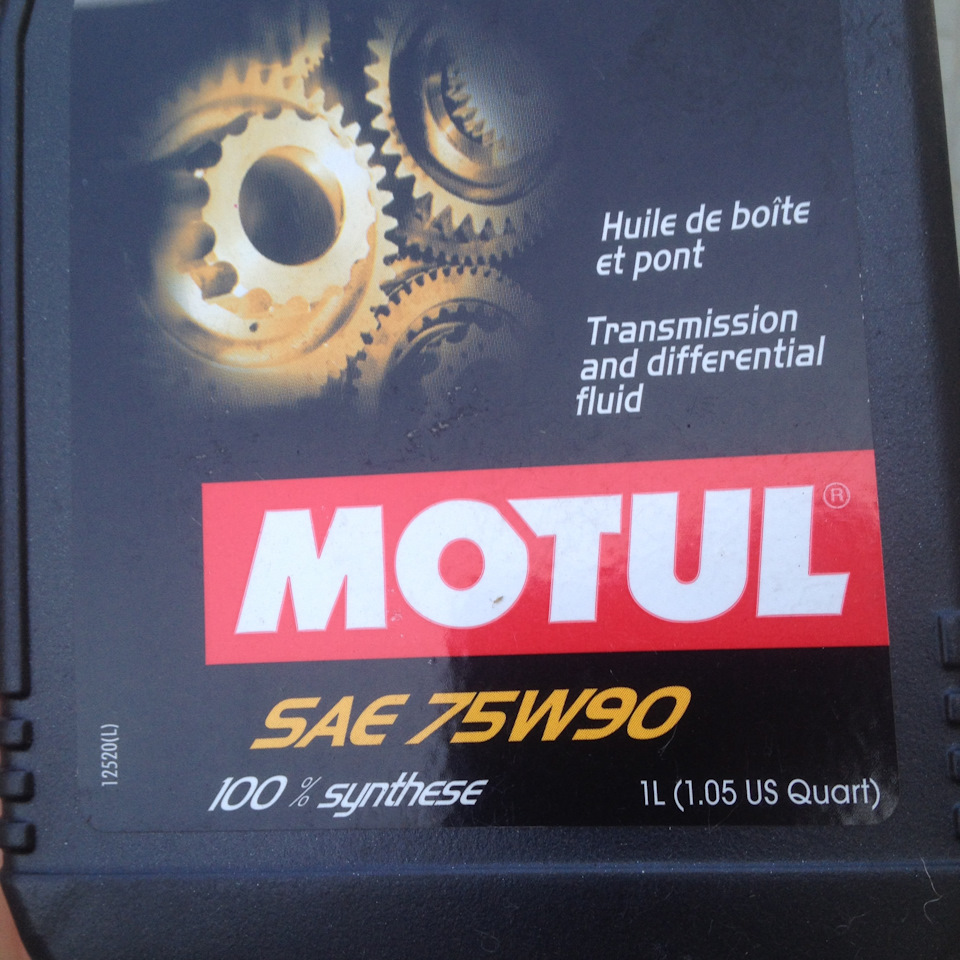 Huile de boîte
et pont
Transmission
and differential
fluid
MOTUL®
SAE 75W90
100 % synthese
1L (1.05 US Quart)
12520(L)